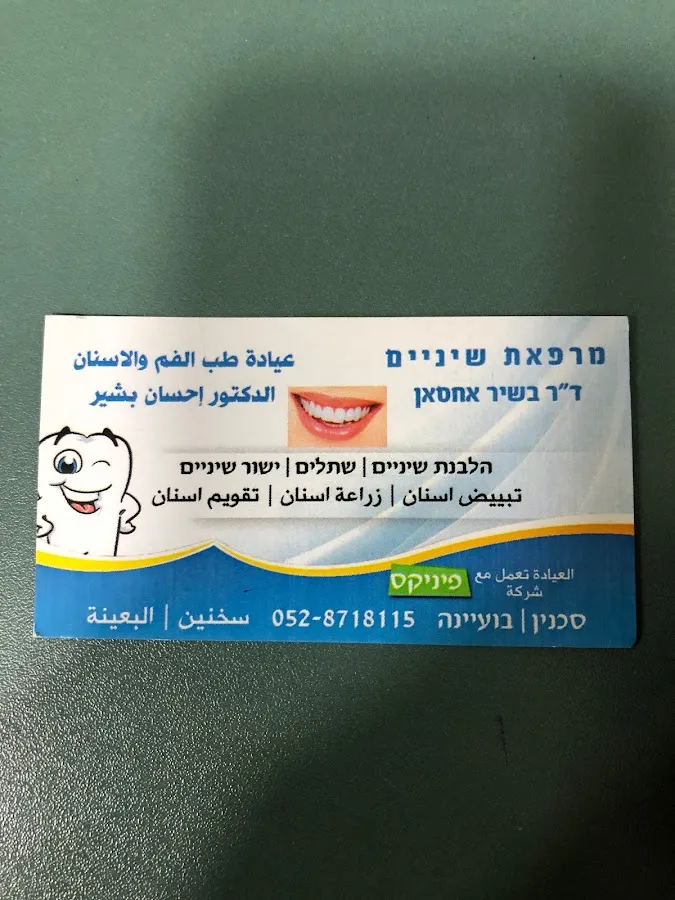 מרפאת שיניים
ד"ר בשיר אחסאן
عيادة طب الفم والاسنان
الدكتور إحسان بشير
הלבנת שיניים | שתלים | ישור שיניים
تبييض اسنان | زراعة اسنان | تقويم اسنان
العيادة تعمل مع
شركة
פיניקס
סכנין | בועיינה 052-8718115 سخنين | البعينة